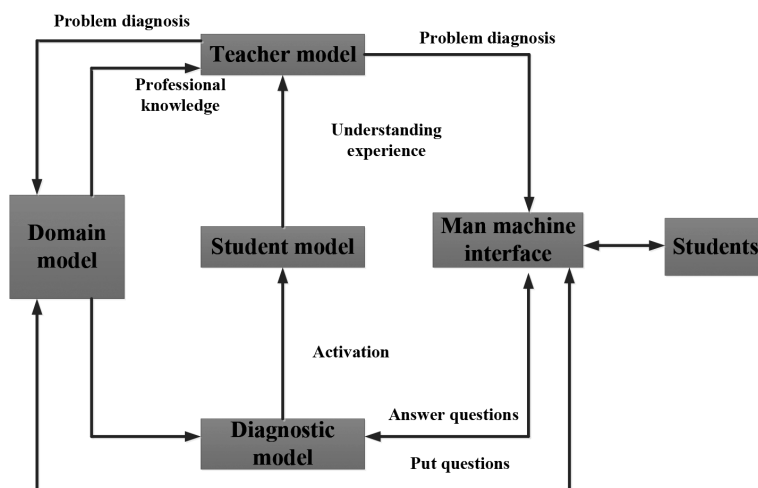 Problem diagnosis
Teacher model
Problem diagnosis
Professional
knowledge
Understanding
experience
Domain
model
Student model
Man machine
interface
Students
Activation
Diagnostic
model
Answer questions
Put questions